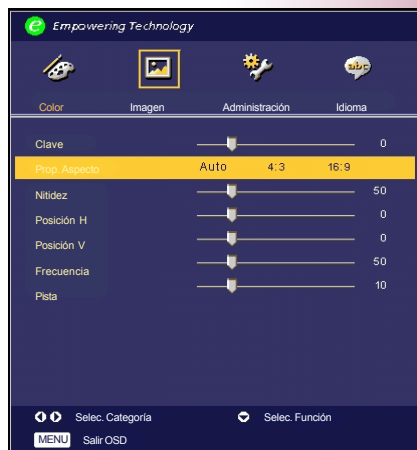 Empowering Technology
Color Imagen Administración Idioma
Clave 0
Prop. Aspecto Auto 4:3 16:9
Nitidez 50
Posición H 0
Posición V 0
Frecuencia 50
Pista 10
Selec. Categoría Selec. Función
MENU Salir OSD